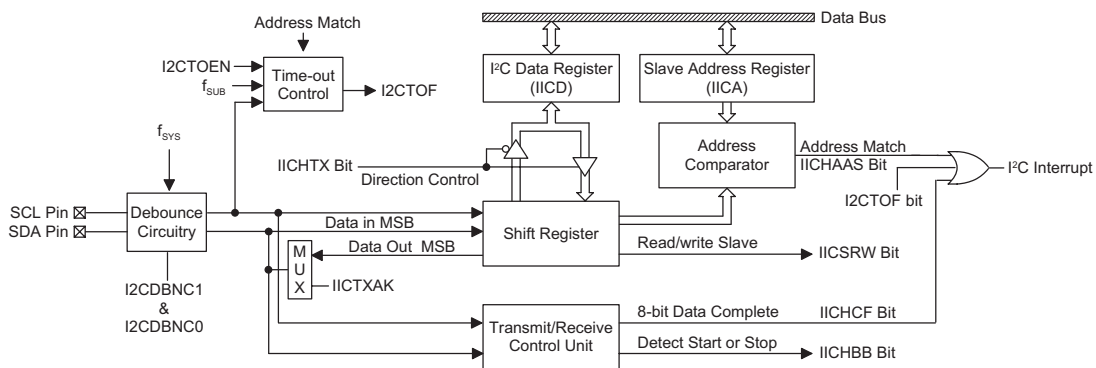 Data Bus
Address Match
I2CTOEN
fSUB
Time-out
Control
I2CTOF
I²C Data Register
(IICD)
Slave Address Register
(IICA)
fSYS
IICHTX Bit
Direction Control
Address
Comparator
Address Match
IICHAAS Bit
I²C Interrupt
I2CTOF bit
SCL Pin
SDA Pin
Debounce
Circuitry
Data in MSB
Shift Register
Data Out MSB
Read/write Slave
IICSRW Bit
M
U
X
IICTXAK
I2CDBNC1
&
I2CDBNC0
Transmit/Receive
Control Unit
8-bit Data Complete
IICHCF Bit
Detect Start or Stop
IICHBB Bit